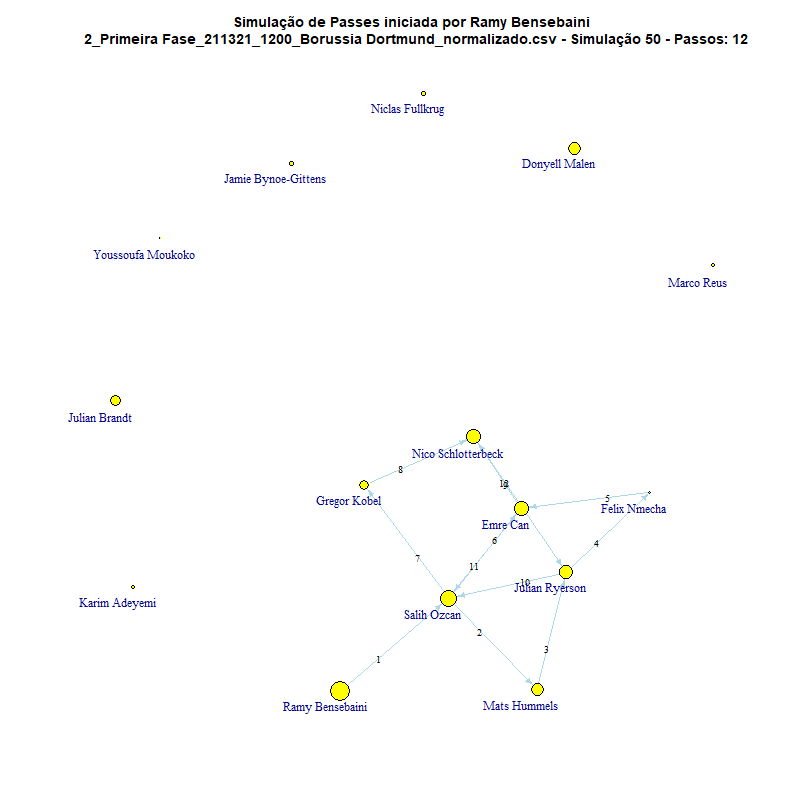 Simulação de Passes iniciada por Ramy Bensebaini
2_Primeira Fase_211321_1200_Borussia Dortmund_normalizado.csv - Simulação 50 - Passos: 12
Niclas Fullkrug
Donyell Malen
Jamie Bynoe-Gittens
Youssoufa Moukoko
Marco Reus
Julian Brandt
Nico Schlotterbeck
8
12
5
Gregor Kobel
Felix Nmecha
Emre Can
6
4
7
11
10
Julian Ryerson
Karim Adeyemi
Salih Ozcan
2
3
1
Ramy Bensebaini
Mats Hummels